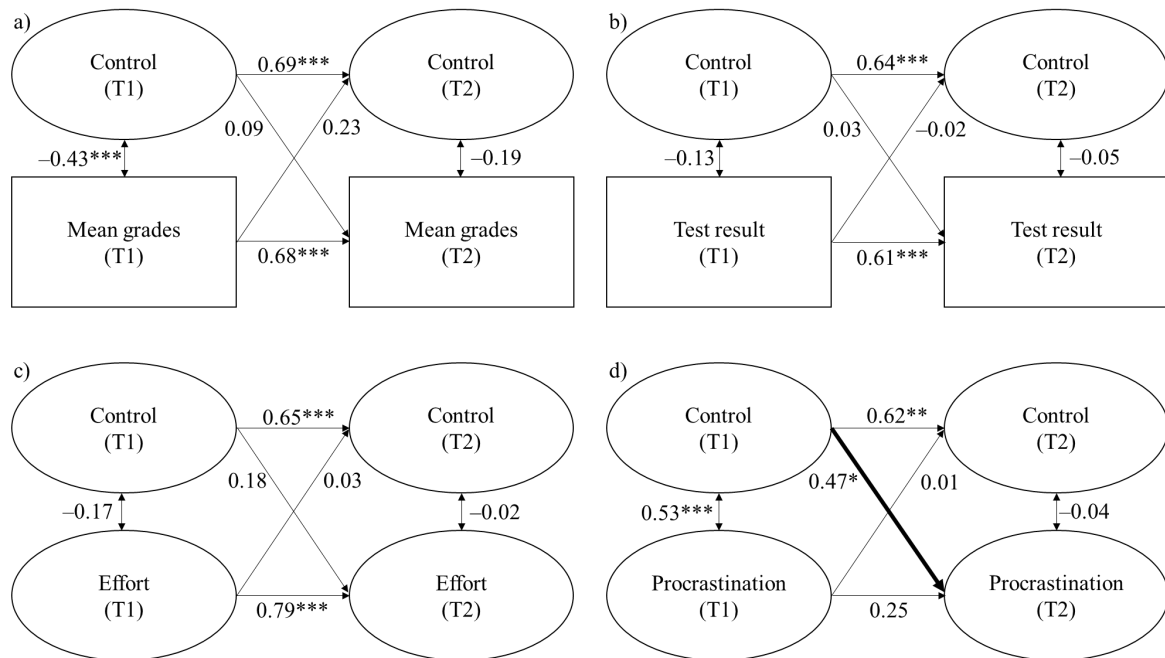 a)
Control
(T1)
0.69***
Control
(T2)
0.09
0.23
–0.43***
–0.19
Mean grades
(T1)
0.68***
Mean grades
(T2)
b)
Control
(T1)
0.64***
Control
(T2)
0.03
–0.02
–0.13
–0.05
Test result
(T1)
0.61***
Test result
(T2)
c)
Control
(T1)
0.65***
Control
(T2)
0.18
0.03
–0.17
–0.02
Effort
(T1)
0.79***
Effort
(T2)
d)
Control
(T1)
0.62**
Control
(T2)
0.47*
0.01
0.53***
–0.04
Procrastination
(T1)
0.25
Procrastination
(T2)